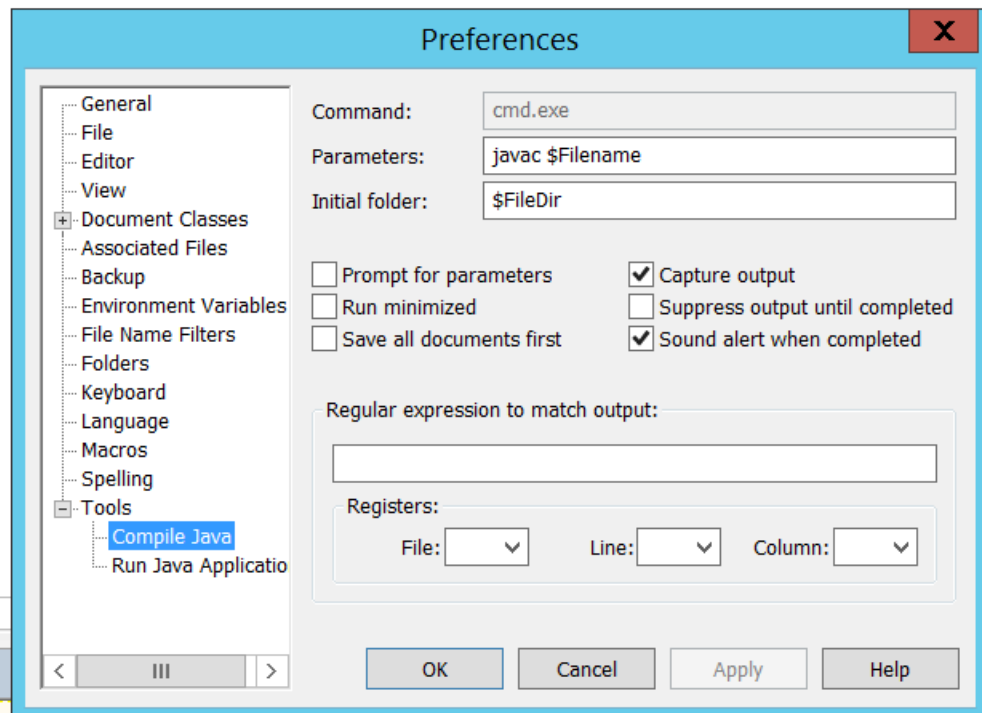 Preferences
X
General
File
Editor
View
Document Classes
Associated Files
Backup
Environment Variables
File Name Filters
Folders
Keyboard
Language
Macros
Spelling
Tools
Compile Java
Run Java Applicatio
Command: cmd.exe
Parameters: javac $Filename
Initial folder: $FileDir
Prompt for parameters
Capture output
Run minimized
Suppress output until completed
Save all documents first
Sound alert when completed
Regular expression to match output:
Registers:
File: Line: Column:
OK Cancel Apply Help